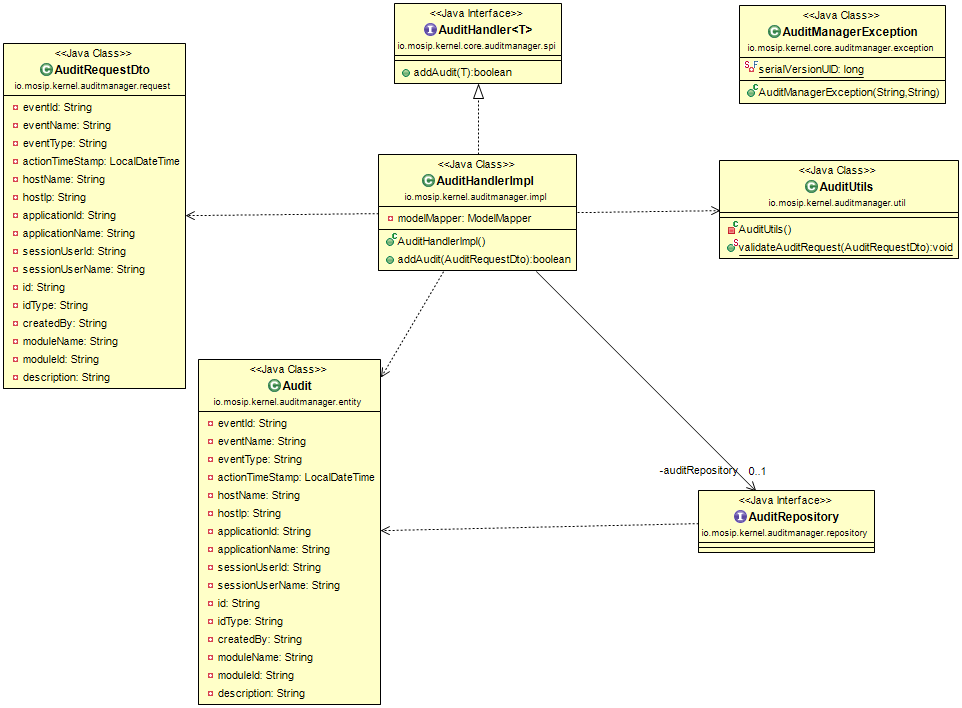 <<Java Interface>>
AuditHandler<T>
io.mosip.kernel.core.auditmanager.spi
addAudit(T):boolean
<<Java Class>>
AuditManagerException
io.mosip.kernel.core.auditmanager.exception
serialVersionUID: long
AuditManagerException(String,String)
<<Java Class>>
AuditRequestDto
io.mosip.kernel.auditmanager.request
eventId: String
eventName: String
eventType: String
actionTimeStamp: LocalDateTime
hostName: String
hostIp: String
applicationId: String
applicationName: String
sessionUserId: String
sessionUserName: String
id: String
idType: String
createdBy: String
moduleName: String
moduleId: String
description: String
<<Java Class>>
AuditHandlerImpl
io.mosip.kernel.auditmanager.impl
modelMapper: ModelMapper
AuditHandlerImpl()
addAudit(AuditRequestDto):boolean
<<Java Class>>
AuditUtils
io.mosip.kernel.auditmanager.util
AuditUtils()
validateAuditRequest(AuditRequestDto):void
<<Java Class>>
Audit
io.mosip.kernel.auditmanager.entity
eventId: String
eventName: String
eventType: String
actionTimeStamp: LocalDateTime
hostName: String
hostIp: String
applicationId: String
applicationName: String
sessionUserId: String
sessionUserName: String
id: String
idType: String
createdBy: String
moduleName: String
moduleId: String
description: String
-auditRepository 0..1
<<Java Interface>>
AuditRepository
io.mosip.kernel.auditmanager.repository